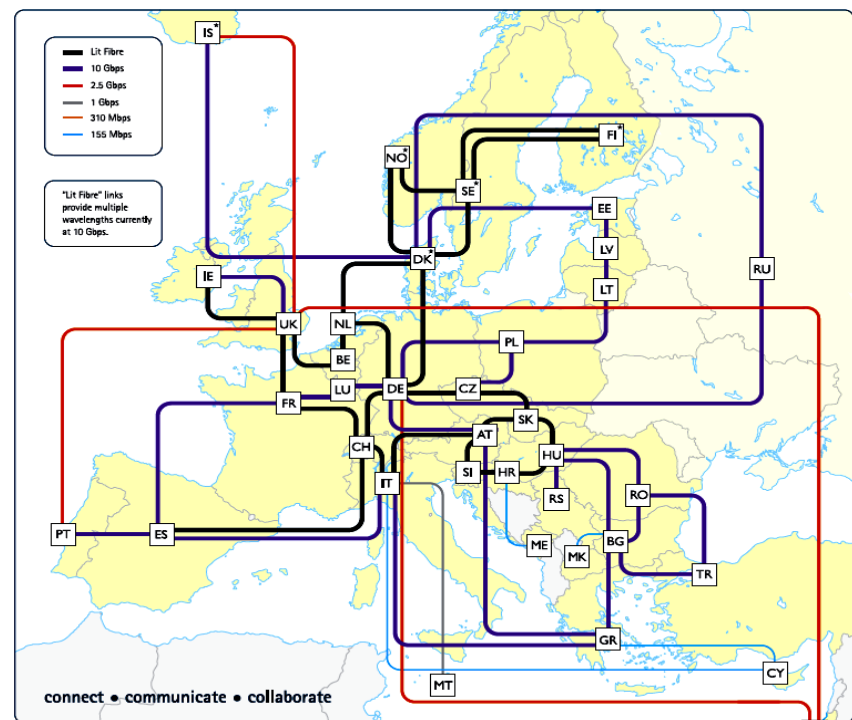 IS*
Lit Fibre
10 Gbps
2.5 Gbps
1 Gbps
310 Mbps
155 Mbps
"Lit Fibre" links
provide multiple
wavelengths currently
at 10 Gbps.
FI*
NO*
SE*
EE
LV
DK*
RU
IE
LT
UK
NL
PL
BE
LU
DE
CZ
FR
SK
AT
CH
HU
SI
HR
IT
RS
RO
PT
ES
ME
MK
BG
TR
GR
MT
CY
connect ● communicate ● collaborate